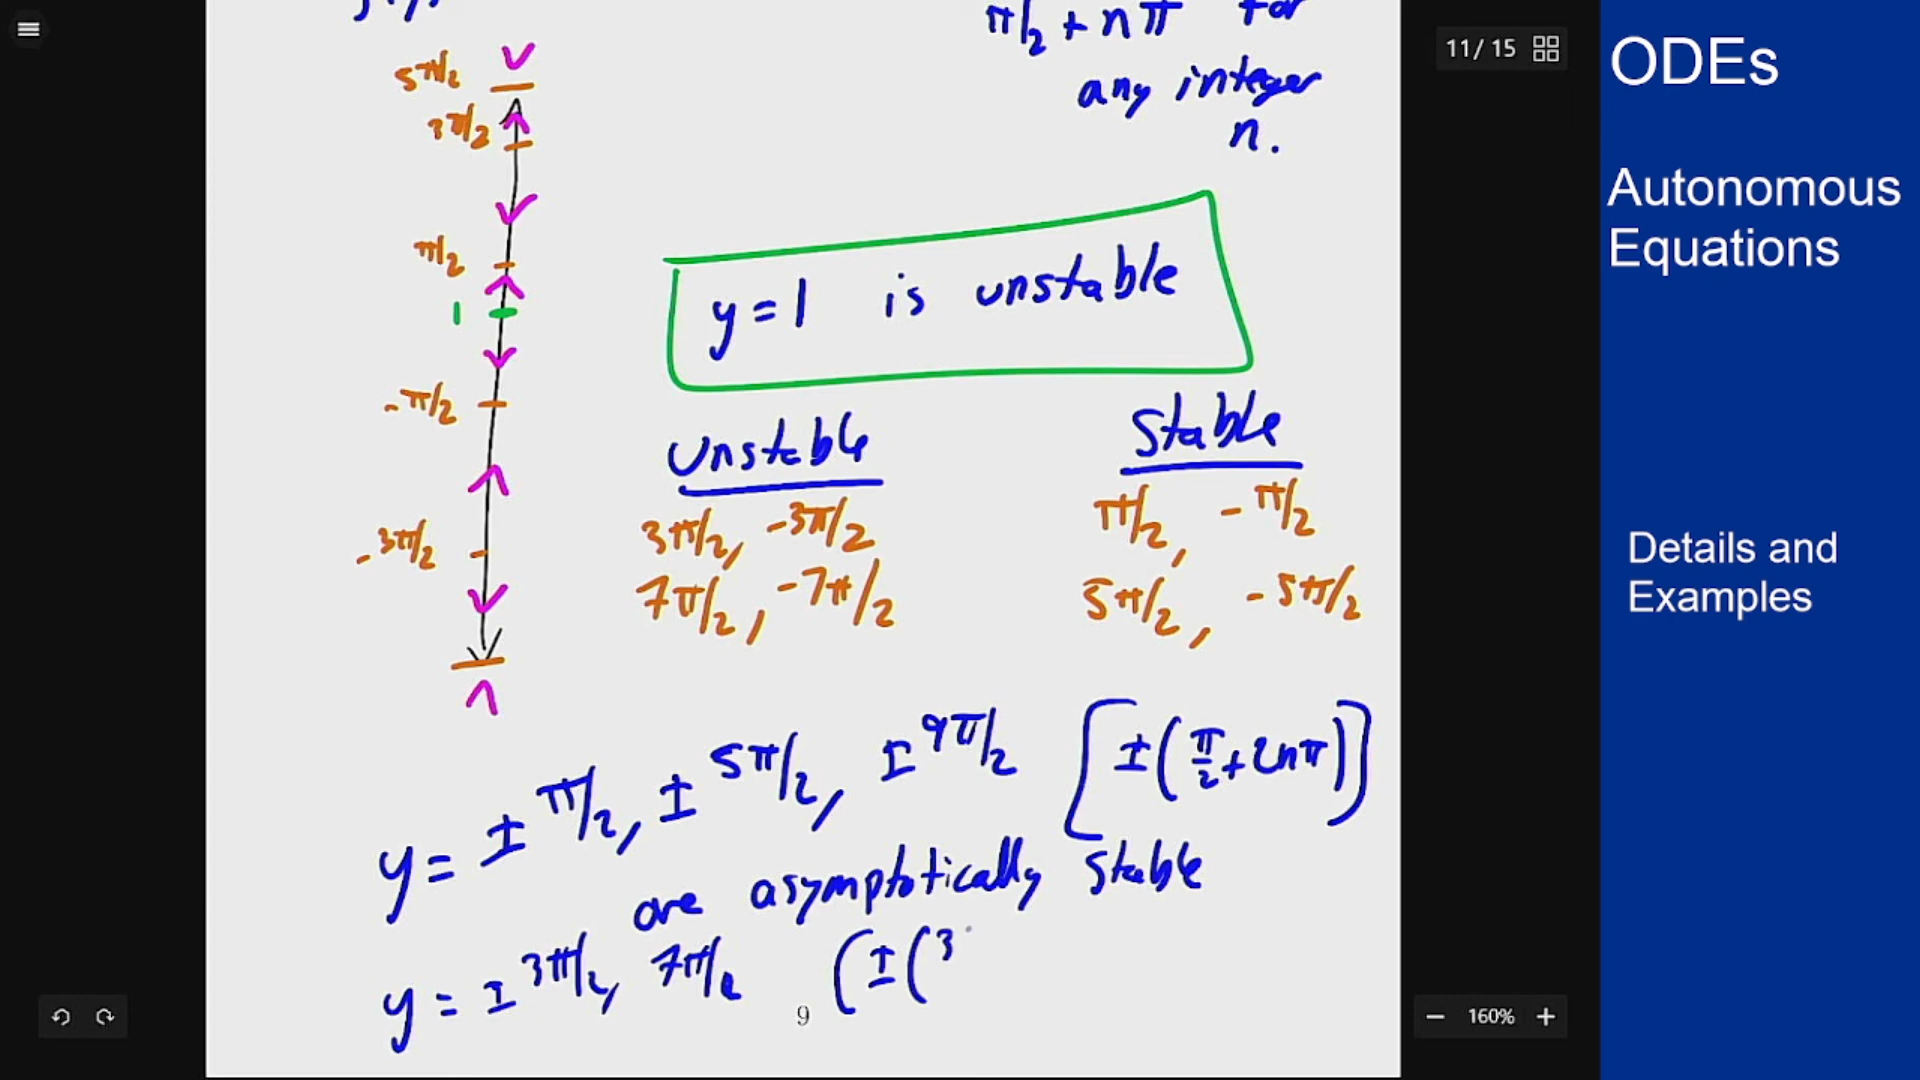 π/2 + nπ for
any integer
n.
5π/2
3π/2
π/2
1
-π/2
-3π/2
y=1 is unstable
Unstable
3π/2, -3π/2
7π/2, -7π/2
Stable
π/2, -π/2
5π/2, -5π/2
y = ± π/2, ± 5π/2, ± 9π/2 [±(π/2+2nπ)]
are asymptotically stable
y = ± 3π/2, 7π/2 (±(3
9
11 / 15
160%
ODEs
Autonomous
Equations
Details and
Examples